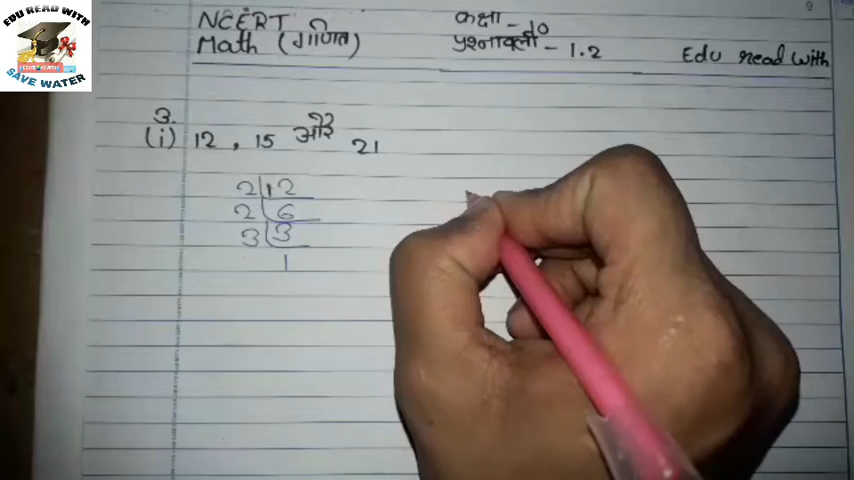 EDU READ WITH
SAVE WATER
9
NCERT कक्षा - 10
Math (गणित) प्रश्नावली - 1.2 Edu read with
3.
(i) 12, 15 और 21
2 12
2 6
3 3
1